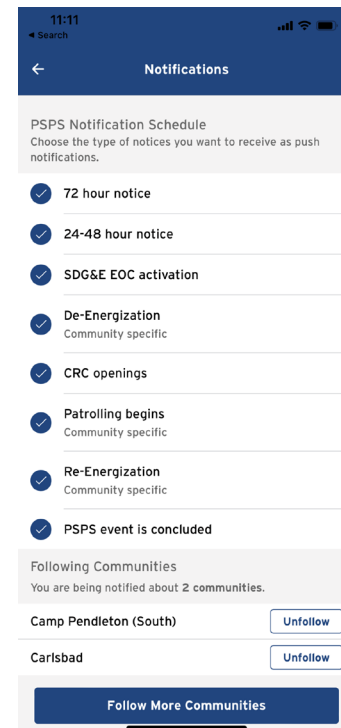 11:11
◄ Search
Notifications
PSPS Notification Schedule
Choose the type of notices you want to receive as push
notifications.
72 hour notice
24-48 hour notice
SDG&E EOC activation
De-Energization
Community specific
CRC openings
Patrolling begins
Community specific
Re-Energization
Community specific
PSPS event is concluded
Following Communities
You are being notified about 2 communities.
Camp Pendleton (South)
Unfollow
Carlsbad
Unfollow
Follow More Communities